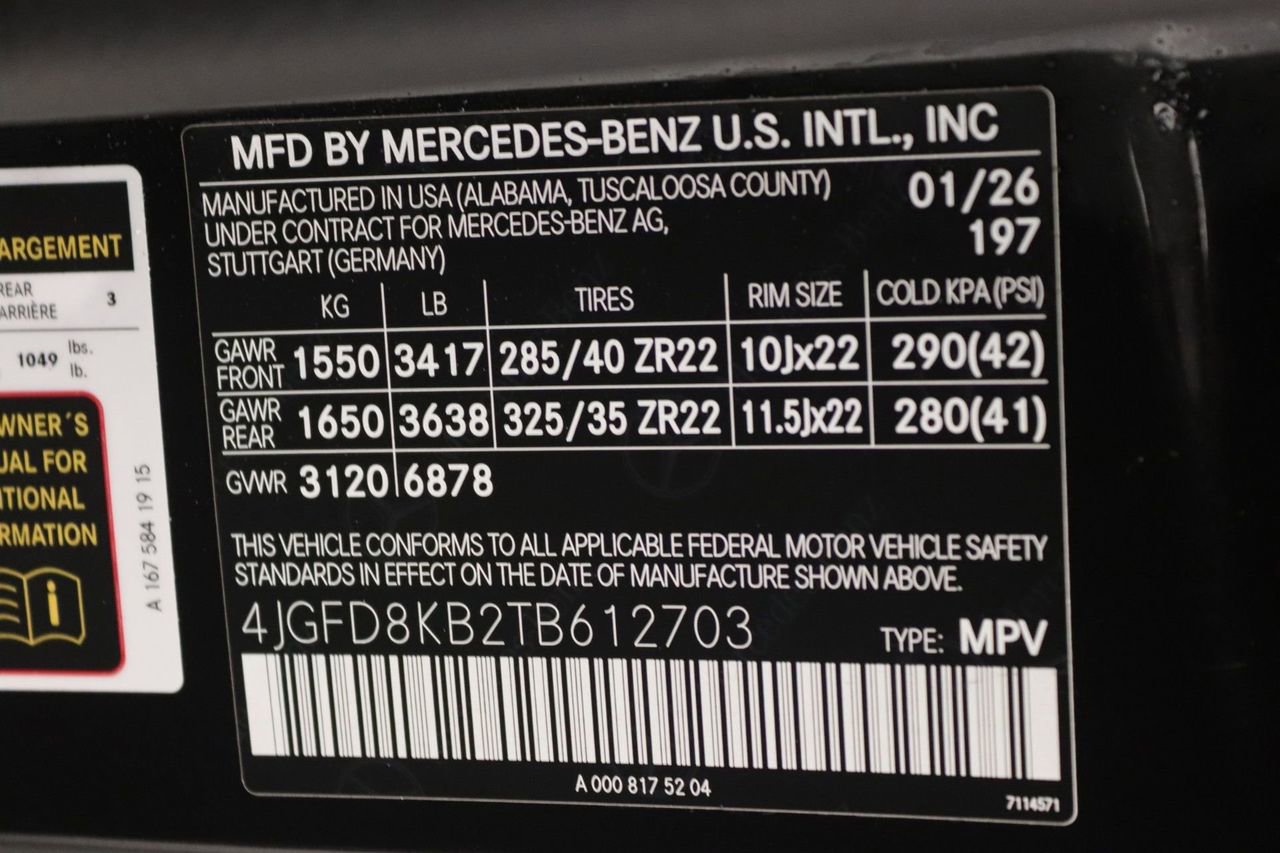 ARGEMENT
REAR
ARRIÈRE 3
1049 lbs.
lb.
WNER´S
UAL FOR
ITIONAL
RMATION
i
A 167 584 19 15
MFD BY MERCEDES-BENZ U.S. INTL., INC
MANUFACTURED IN USA (ALABAMA, TUSCALOOSA COUNTY) 01/26
UNDER CONTRACT FOR MERCEDES-BENZ AG, 197
STUTTGART (GERMANY)
KG LB TIRES RIM SIZE COLD KPA(PSI)
GAWR FRONT 1550 3417 285/40 ZR22 10Jx22 290(42)
GAWR REAR 1650 3638 325/35 ZR22 11.5Jx22 280(41)
GVWR 3120 6878
THIS VEHICLE CONFORMS TO ALL APPLICABLE FEDERAL MOTOR VEHICLE SAFETY
STANDARDS IN EFFECT ON THE DATE OF MANUFACTURE SHOWN ABOVE.
4JGFD8KB2TB612703 TYPE: MPV
A 000 817 52 04
7114571